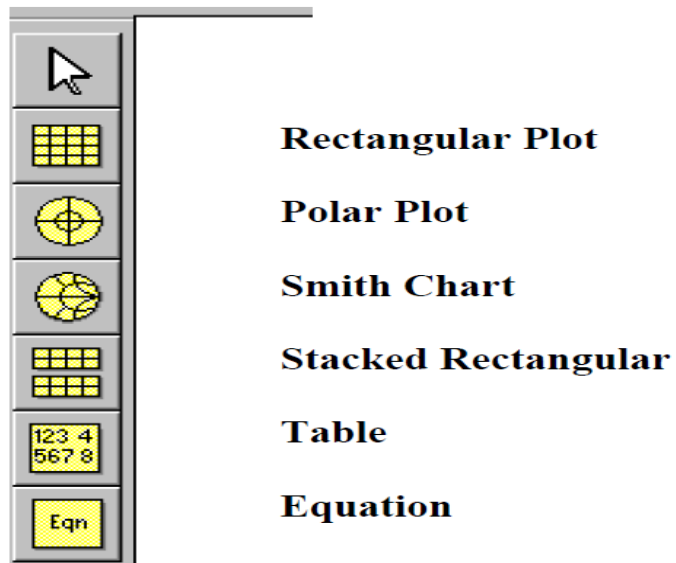 Rectangular Plot
Polar Plot
Smith Chart
Stacked Rectangular
123 4
567 8
Table
Eqn
Equation